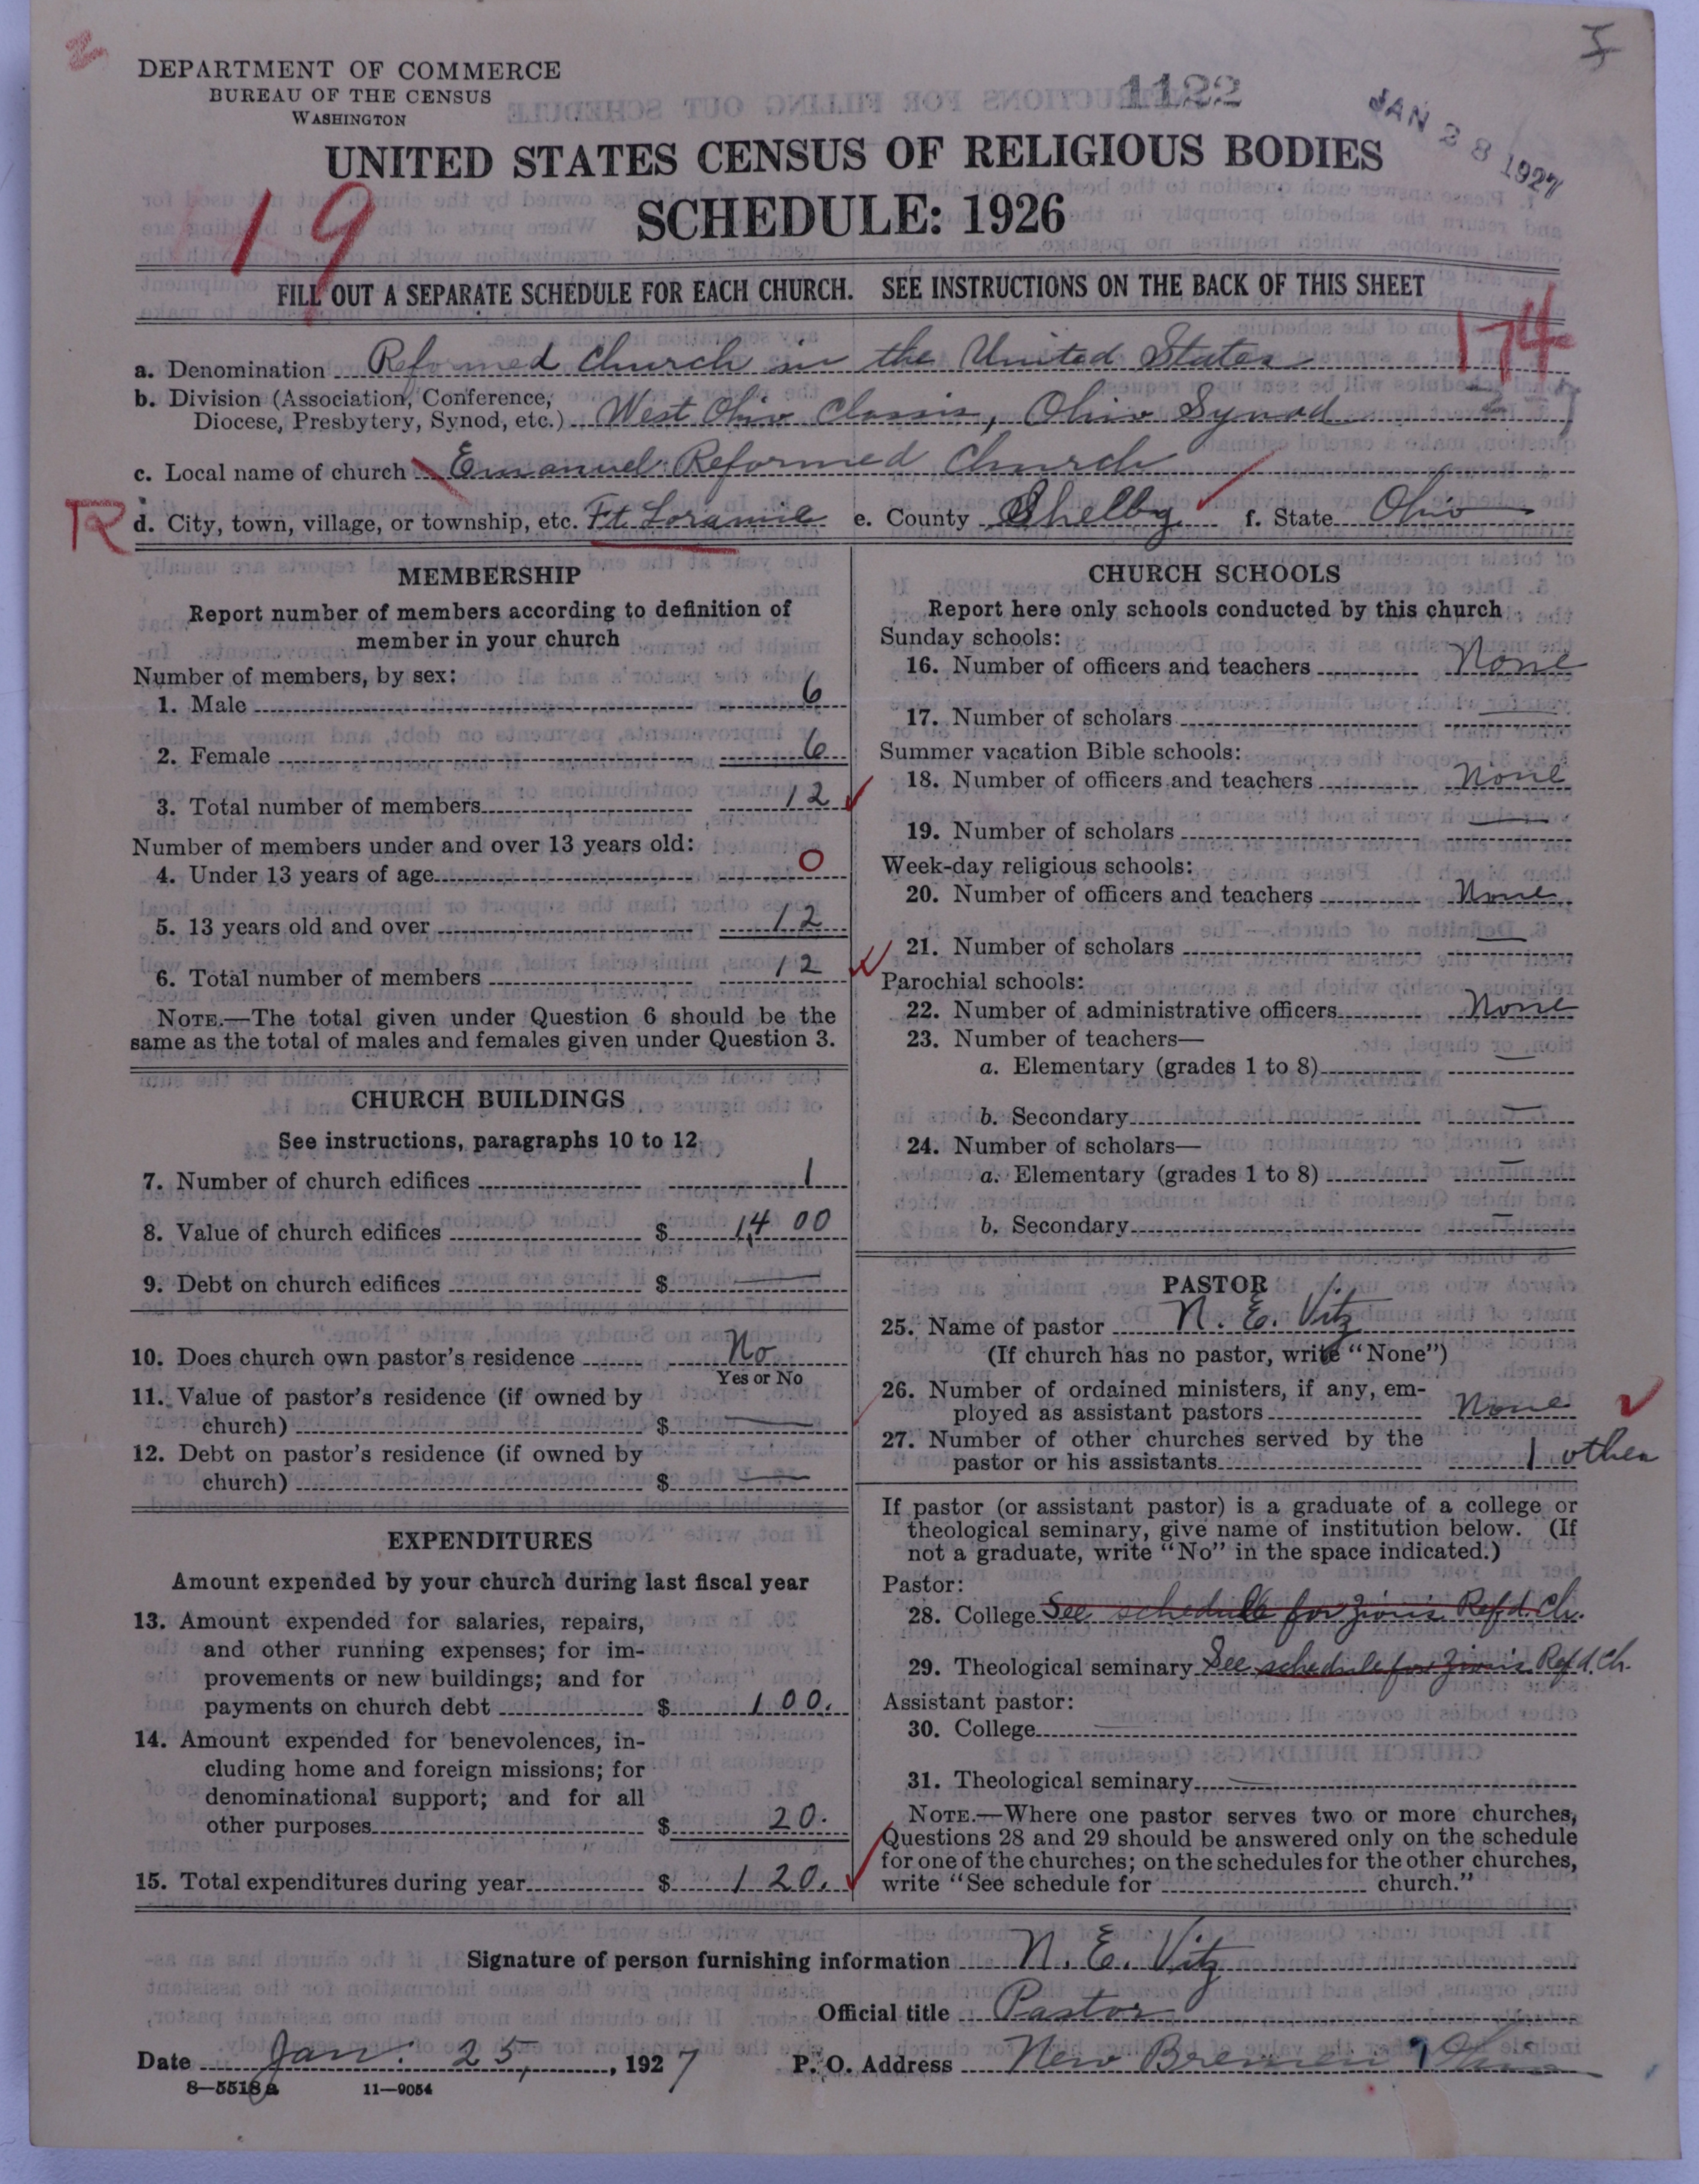 DEPARTMENT OF COMMERCE
BUREAU OF THE CENSUS
WASHINGTON
1122
JAN 28 1927
UNITED STATES CENSUS OF RELIGIOUS BODIES
SCHEDULE: 1926
19
FILL OUT A SEPARATE SCHEDULE FOR EACH CHURCH. SEE INSTRUCTIONS ON THE BACK OF THIS SHEET
174
a. Denomination Reformed Church in the United States
b. Division (Association, Conference, Diocese, Presbytery, Synod, etc.) West Ohio Classis, Ohio Synod
c. Local name of church Emanuel Reformed Church
R
d. City, town, village, or township, etc. Ft. Loramie e. County Shelby f. State Ohio
MEMBERSHIP
Report number of members according to definition of
member in your church
Number of members, by sex:
1. Male 6
2. Female 6
3. Total number of members 12
Number of members under and over 13 years old:
4. Under 13 years of age 0
5. 13 years old and over 12
6. Total number of members 12
NOTE.—The total given under Question 6 should be the
same as the total of males and females given under Question 3.
CHURCH BUILDINGS
See instructions, paragraphs 10 to 12
7. Number of church edifices 1
8. Value of church edifices $ 1,400
9. Debt on church edifices $ —
10. Does church own pastor's residence No
Yes or No
11. Value of pastor's residence (if owned by
church) $ —
12. Debt on pastor's residence (if owned by
church) $ —
EXPENDITURES
Amount expended by your church during last fiscal year
13. Amount expended for salaries, repairs,
and other running expenses; for im-
provements or new buildings; and for
payments on church debt $ 100.
14. Amount expended for benevolences, in-
cluding home and foreign missions; for
denominational support; and for all
other purposes $ 20.
15. Total expenditures during year $ 120.
CHURCH SCHOOLS
Report here only schools conducted by this church
Sunday schools:
16. Number of officers and teachers None
17. Number of scholars —
Summer vacation Bible schools:
18. Number of officers and teachers None
19. Number of scholars —
Week-day religious schools:
20. Number of officers and teachers None
21. Number of scholars —
Parochial schools:
22. Number of administrative officers None
23. Number of teachers—
a. Elementary (grades 1 to 8) —
b. Secondary —
24. Number of scholars—
a. Elementary (grades 1 to 8) —
b. Secondary —
PASTOR
25. Name of pastor N. E. Vitz
(If church has no pastor, write "None")
26. Number of ordained ministers, if any, em-
ployed as assistant pastors None
27. Number of other churches served by the
pastor or his assistants 1 other
If pastor (or assistant pastor) is a graduate of a college or
theological seminary, give name of institution below. (If
not a graduate, write "No" in the space indicated.)
Pastor:
28. College See schedule for Zion's Ref'd. Ch.
29. Theological seminary See schedule for Zion's Ref'd. Ch.
Assistant pastor:
30. College —
31. Theological seminary —
NOTE.—Where one pastor serves two or more churches,
Questions 28 and 29 should be answered only on the schedule
for one of the churches; on the schedules for the other churches,
write "See schedule for church."
Signature of person furnishing information N. E. Vitz
Official title Pastor
Date Jan. 25, 1927 P. O. Address New Bremen, Ohio
8—5518a 11—9054